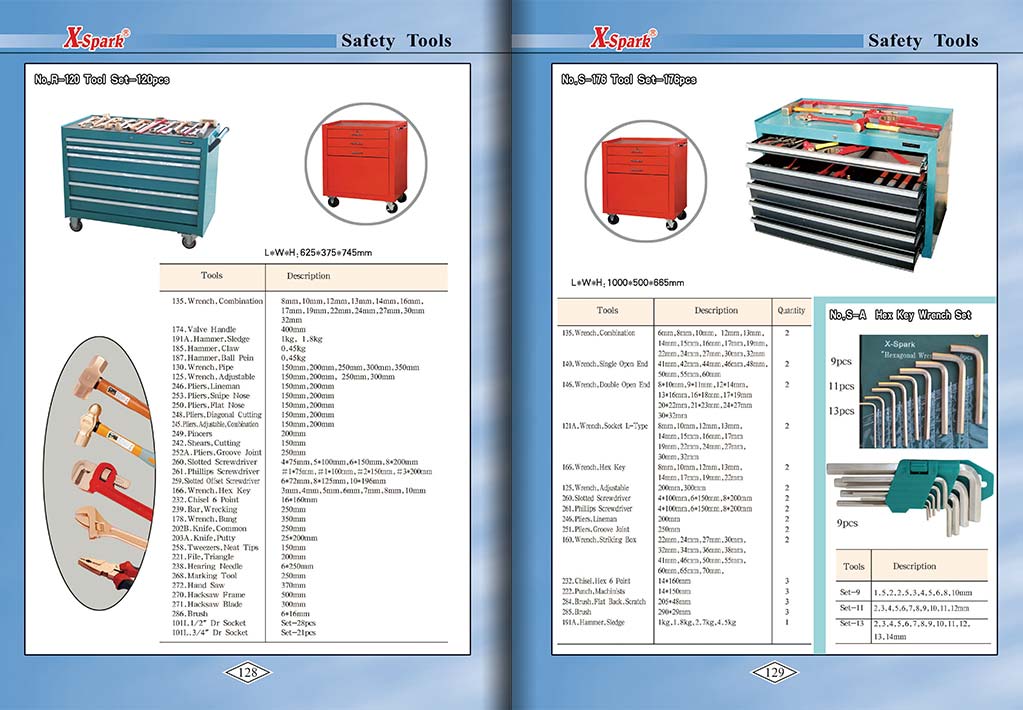 X-Spark®
Safety Tools
No,R-120 Tool Set-120pcs
L*W*H: 625*375*745mm
Tools Description
135. Wrench, Combination 8mm,10mm,12mm,13mm,14mm,16mm,
17mm,19mm,22mm,24mm,27mm,30mm
32mm
174. Valve Handle 400mm
191A. Hammer, Sledge 1kg, 1.8kg
185. Hammer, Claw 0.45kg
187. Hammer, Ball Pein 0.45kg
130. Wrench, Pipe 150mm,200mm,250mm,300mm,350mm
125. Wrench, Adjustable 150mm,200mm, 250mm,300mm
246. Pliers, Lineman 150mm,200mm
253. Pliers, Snipe Nose 150mm,200mm
250. Pliers, Flat Nose 150mm,200mm
248. Pliers, Diagonal Cutting 150mm,200mm
245. Pliers, Adjustable, Combination 150mm,200mm
249. Pincers 200mm
242. Shears, Cutting 150mm
252A. Pliers, Groove Joint 250mm
260. Slotted Screwdriver 4*75mm,5*100mm,6*150mm,8*200mm
261. Phillips Screwdriver #1*75mm,#1*100mm,#2*150mm,#3*200mm
259. Slotted Offset Screwdriver 6*72mm,8*125mm,10*196mm
166. Wrench, Hex Key 3mm,4mm,5mm,6mm,7mm,8mm,10mm
232. Chisel 6 Point 16*160mm
239. Bar, Wrecking 250mm
178. Wrench, Bung 350mm
202B. Knife, Common 250mm
203A. Knife, Putty 25*200mm
258. Tweezers, Neat Tips 150mm
221. File, Triangle 200mm
238. Hearing Needle 6*250mm
268. Marking Tool 250mm
272. Hand Saw 370mm
270. Hacksaw Frame 500mm
271. Hacksaw Blade 300mm
286. Brush 6*16mm
101L. 1/2" Dr Socket Set-28pcs
101L. 3/4" Dr Socket Set-21pcs
128
X-Spark®
Safety Tools
No,S-176 Tool Set-176pcs
L*W*H: 1000*500*665mm
Tools Description Quantity
135. Wrench, Combination 6mm,8mm,10mm, 12mm,13mm, 2
14mm,15mm,16mm,17mm,19mm,
22mm,24mm,27mm,30mm,32mm
140. Wrench, Single Open End 41mm,42mm,44mm,46mm,48mm, 2
50mm,55mm,60mm
146. Wrench, Double Open End 8*10mm,9*11mm,12*14mm, 2
13*16mm,16*18mm,17*19mm
20*22mm,21*23mm,24*27mm
30*32mm
121A. Wrench, Socket L-Type 8mm,10mm,12mm,13mm, 2
14mm,15mm,16mm,17mm
19mm,22mm,24mm,27mm,
30mm,32mm
166. Wrench, Hex Key 8mm,10mm,12mm,13mm, 2
14mm,17mm,19mm,22mm
125. Wrench, Adjustable 200mm,300mm 2
260. Slotted Screwdriver 4*100mm,6*150mm,8*200mm 2
261. Phillips Screwdriver 4*100mm,6*150mm,8*200mm 2
246. Pliers, Lineman 200mm 2
251. Pliers, Groove Joint 250mm 2
160. Wrench, Striking Box 22mm,24mm,27mm,30mm, 2
32mm,34mm,36mm,38mm,
41mm,46mm,50mm,55mm,
60mm,65mm,70mm,
232. Chisel, Hex 6 Point 14*160mm 3
222. Punch, Machinists 14*150mm 3
284. Brush, Flat Back, Scratch 205*48mm 3
285. Brush 290*29mm 3
191A. Hammer, Sledge 1kg,1.8kg,2.7kg,4.5kg 1
No,S-A Hex Key Wrench Set
X-Spark
"Hexagonal
9pcs
11pcs
13pcs
9pcs
Tools Description
Set-9 1.5,2,2.5,3,4,5,6,8,10mm
Set-11 2,3,4,5,6,7,8,9,10,11,12mm
Set-13 2,3,4,5,6,7,8,9,10,11,12,
13,14mm
129